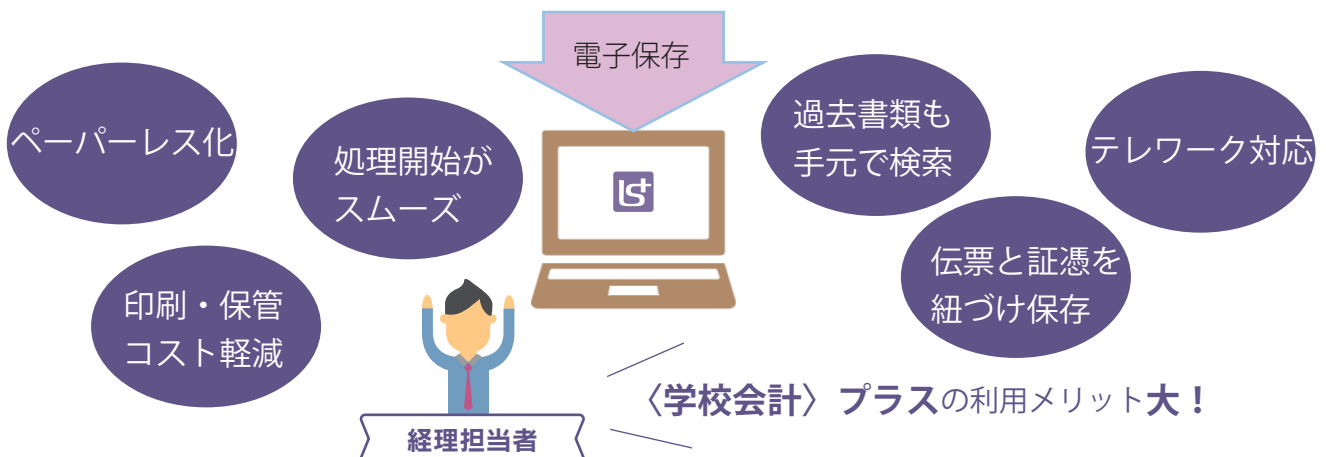 電子保存
ペーパーレス化
処理開始が
スムーズ
過去書類も
手元で検索
テレワーク対応
印刷・保管
コスト軽減
伝票と証憑を
紐づけ保存
ls+
〈学校会計〉プラスの利用メリット大！
経理担当者